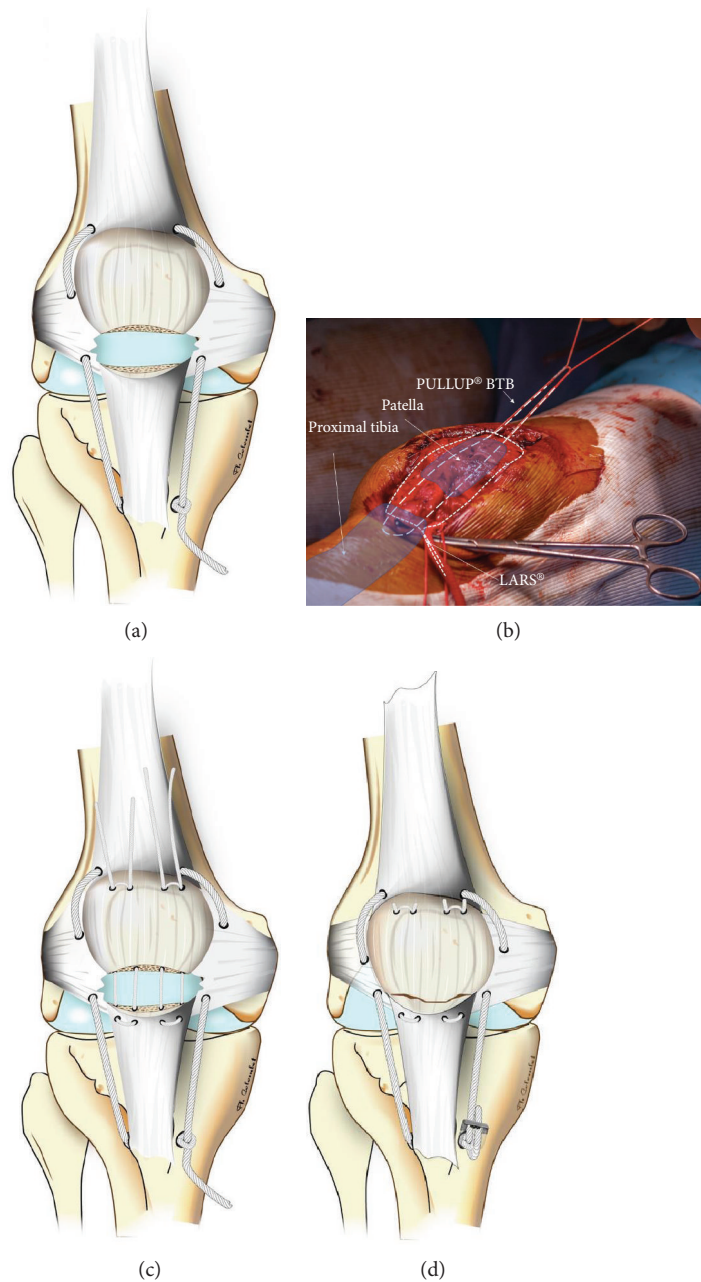 PULLUP® BTB
Patella
Proximal tibia
LARS®
(a)
(b)
(c)
(d)